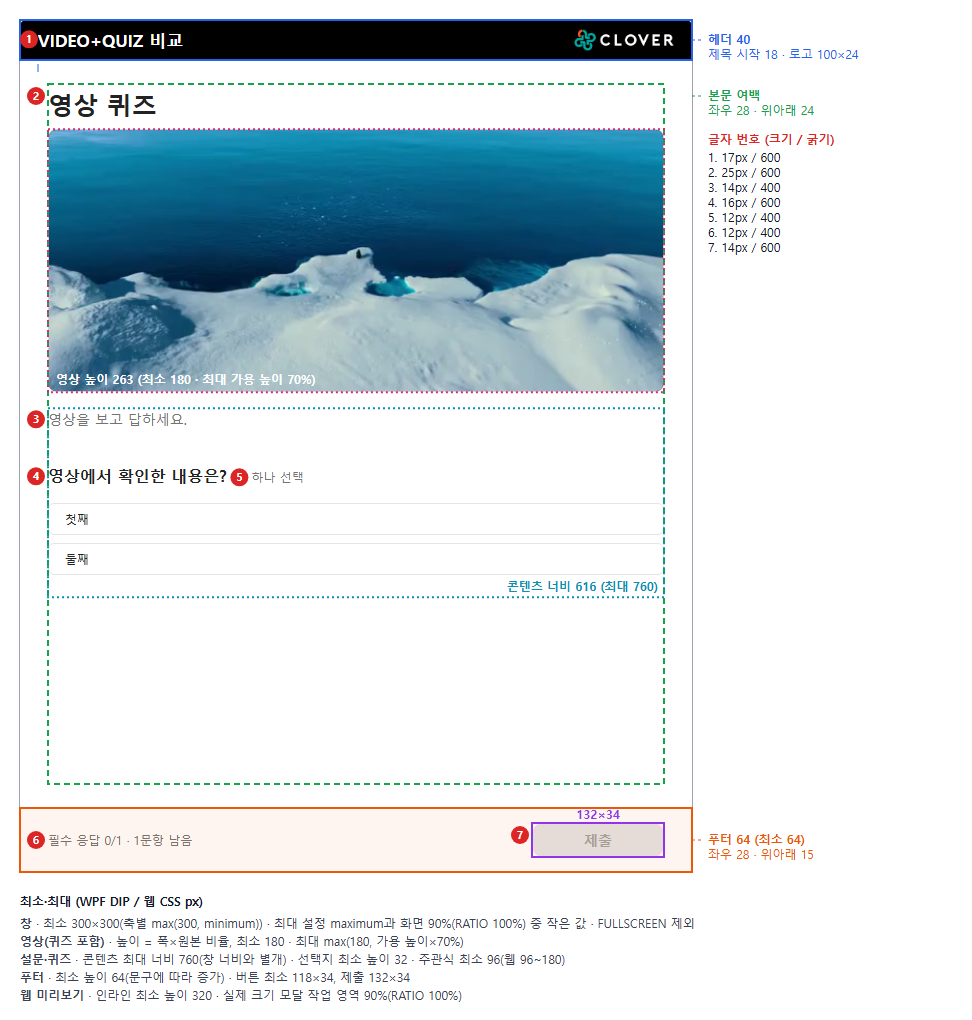 1 VIDEO+QUIZ 비교
CLOVER
헤더 40
제목 시작 18 · 로고 100×24
2 영상 퀴즈
본문 여백
좌우 28 · 위아래 24
글자 번호 (크기 / 굵기)
1. 17px / 600
2. 25px / 600
3. 14px / 400
4. 16px / 600
5. 12px / 400
6. 12px / 400
7. 14px / 600
영상 높이 263 (최소 180 · 최대 가용 높이 70%)
3 영상을 보고 답하세요.
4 영상에서 확인한 내용은? 5 하나 선택
첫째
둘째
콘텐츠 너비 616 (최대 760)
132×34
6 필수 응답 0/1 · 1문항 남음
7 제출
푸터 64 (최소 64)
좌우 28 · 위아래 15
최소·최대 (WPF DIP / 웹 CSS px)
창 · 최소 300×300(축별 max(300, minimum)) · 최대 설정 maximum과 화면 90%(RATIO 100%) 중 작은 값 · FULLSCREEN 제외
영상(퀴즈 포함) · 높이 = 폭×원본 비율, 최소 180 · 최대 max(180, 가용 높이×70%)
설문·퀴즈 · 콘텐츠 최대 너비 760(창 너비와 별개) · 선택지 최소 높이 32 · 주관식 최소 96(웹 96~180)
푸터 · 최소 높이 64(문구에 따라 증가) · 버튼 최소 118×34, 제출 132×34
웹 미리보기 · 인라인 최소 높이 320 · 실제 크기 모달 작업 영역 90%(RATIO 100%)